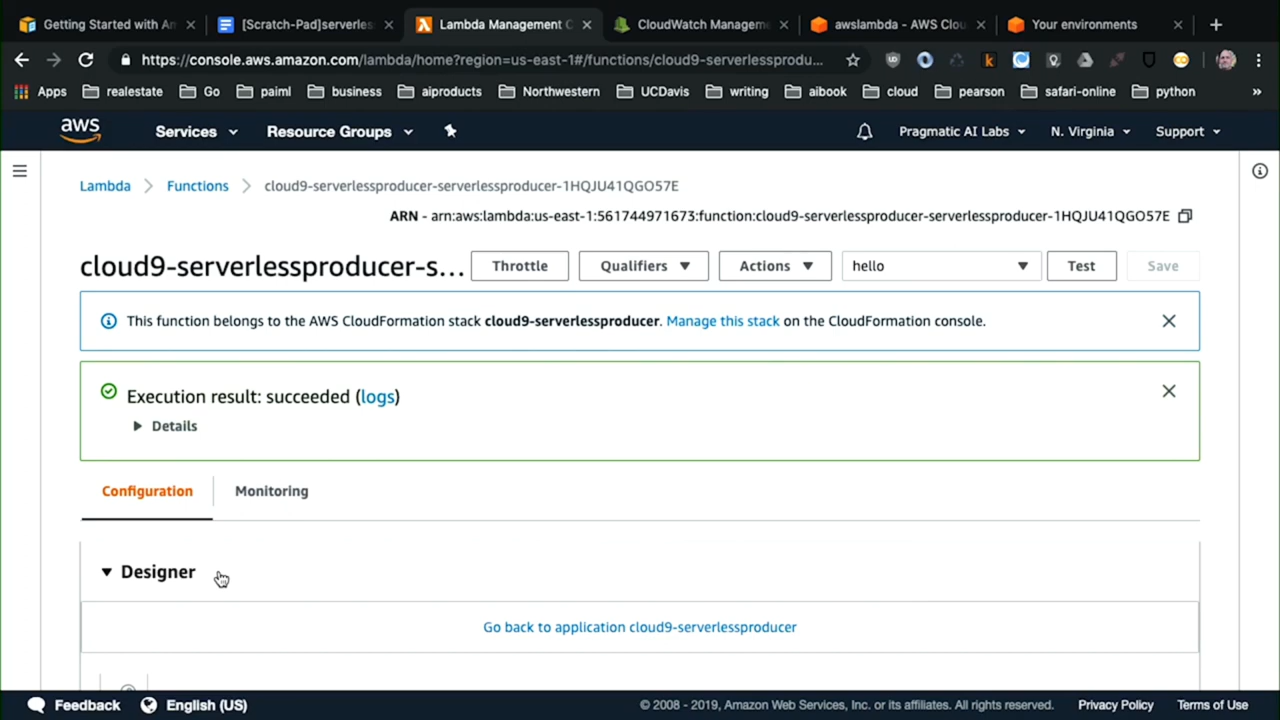 Getting Started with An
[Scratch-Pad]serverles
Lambda Management C
CloudWatch Managem
awslambda - AWS Clou
Your environments
https://console.aws.amazon.com/lambda/home?region=us-east-1#/functions/cloud9-serverlessprodu...
Apps realestate Go paiml business aiproducts Northwestern UCDavis writing aibook cloud pearson safari-online python »
aws Services Resource Groups Pragmatic AI Labs N. Virginia Support
Lambda Functions cloud9-serverlessproducer-serverlessproducer-1HQJU41QGO57E
ARN - arn:aws:lambda:us-east-1:561744971673:function:cloud9-serverlessproducer-serverlessproducer-1HQJU41QGO57E
cloud9-serverlessproducer-s... Throttle Qualifiers Actions hello Test Save
This function belongs to the AWS CloudFormation stack cloud9-serverlessproducer. Manage this stack on the CloudFormation console.
Execution result: succeeded (logs)
Details
Configuration Monitoring
Designer
Go back to application cloud9-serverlessproducer
Feedback English (US) © 2008 - 2019, Amazon Web Services, Inc. or its affiliates. All rights reserved. Privacy Policy Terms of Use